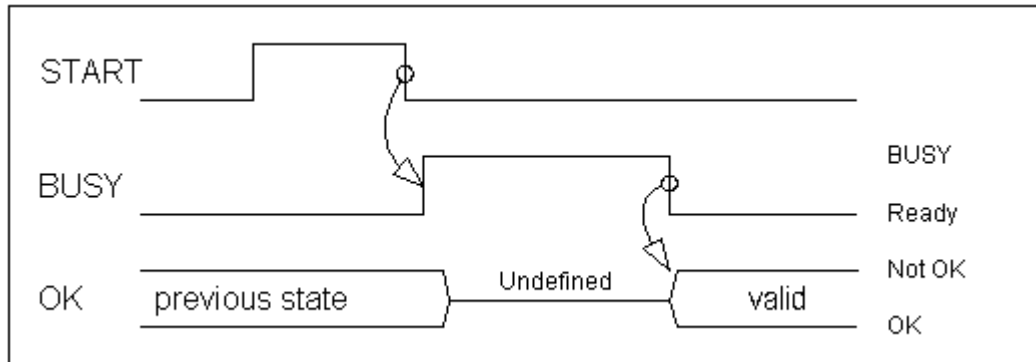 START
BUSY
BUSY
Ready
Not OK
OK
previous state
Undefined
valid
OK